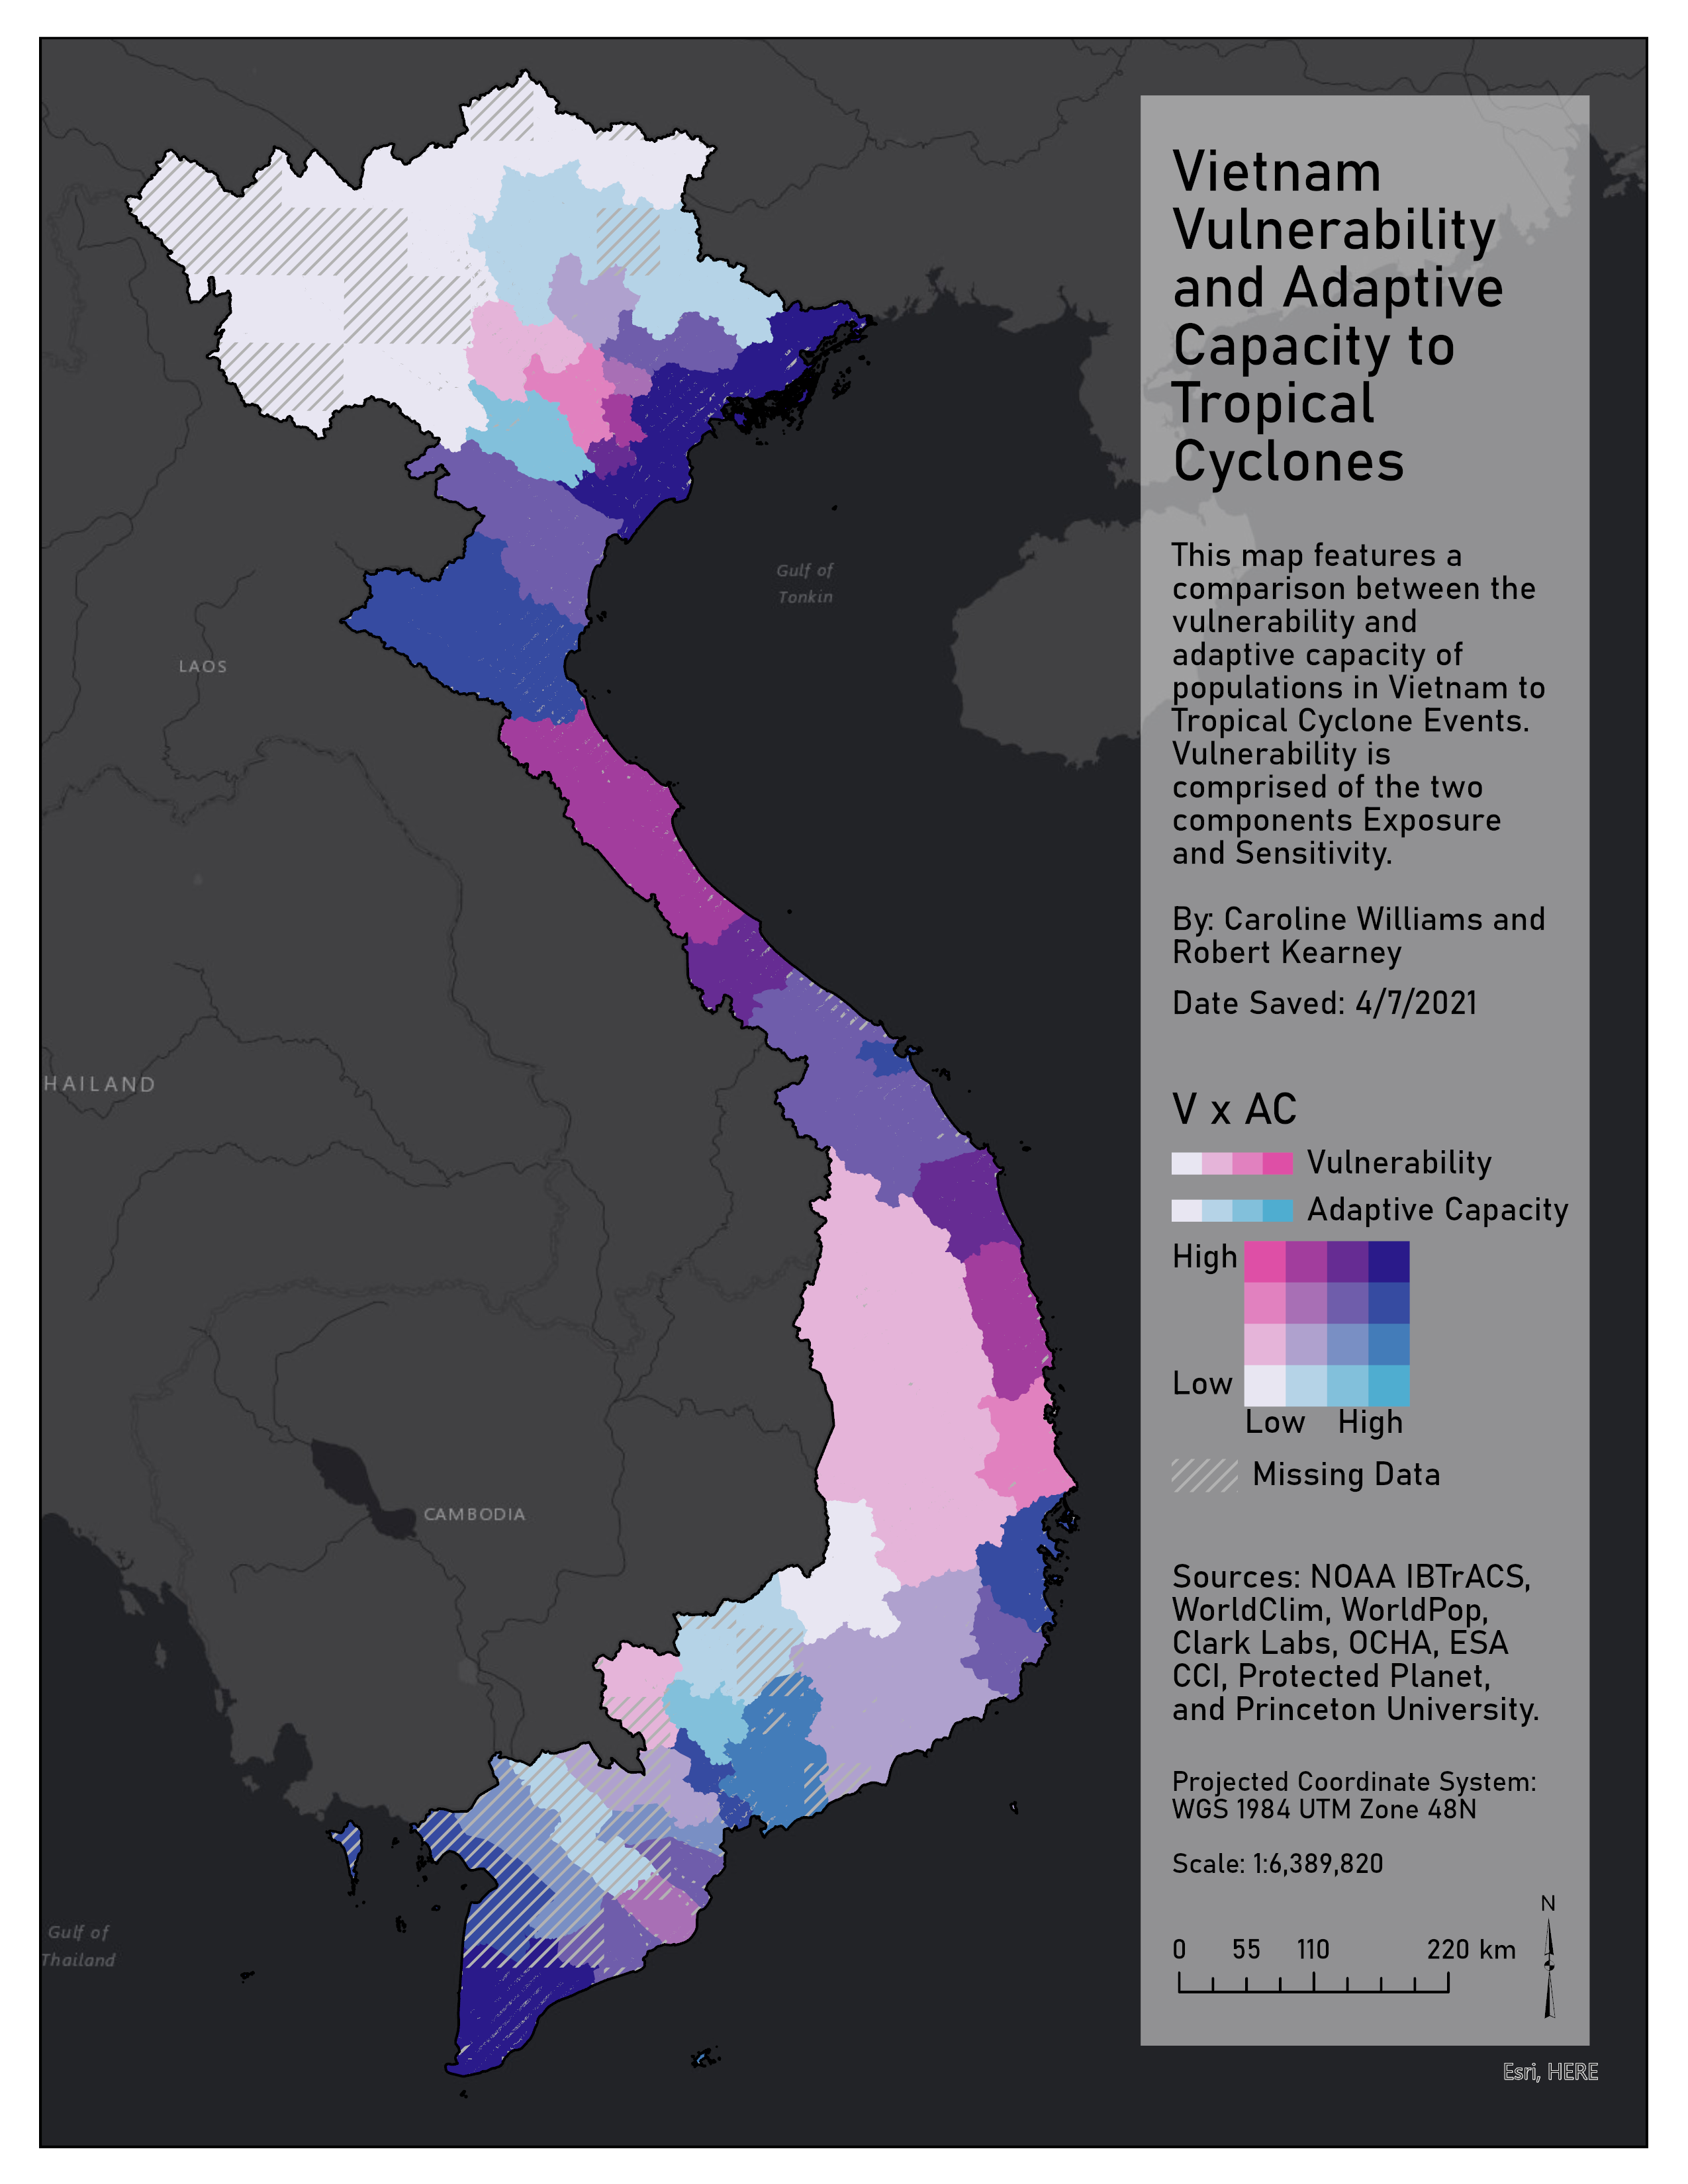 Vietnam
Vulnerability
and Adaptive
Capacity to
Tropical
Cyclones
This map features a
comparison between the
vulnerability and
adaptive capacity of
populations in Vietnam to
Tropical Cyclone Events.
Vulnerability is
comprised of the two
components Exposure
and Sensitivity.
By: Caroline Williams and
Robert Kearney
Date Saved: 4/7/2021
V x AC
Vulnerability
Adaptive Capacity
High
Low
Low High
Missing Data
Sources: NOAA IBTrACS,
WorldClim, WorldPop,
Clark Labs, OCHA, ESA
CCI, Protected Planet,
and Princeton University.
Projected Coordinate System:
WGS 1984 UTM Zone 48N
Scale: 1:6,389,820
N
0 55 110 220 km
Esri, HERE
Gulf of
Tonkin
LAOS
HAILAND
CAMBODIA
Gulf of
Thailand